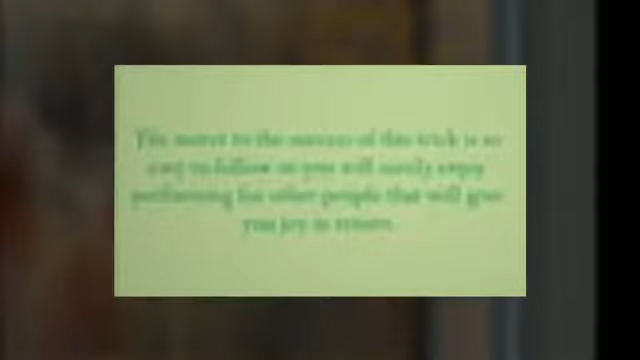 The secret to the success of this trick is so
easy to follow so you will surely enjoy
performing for other people that will give
you joy in return.